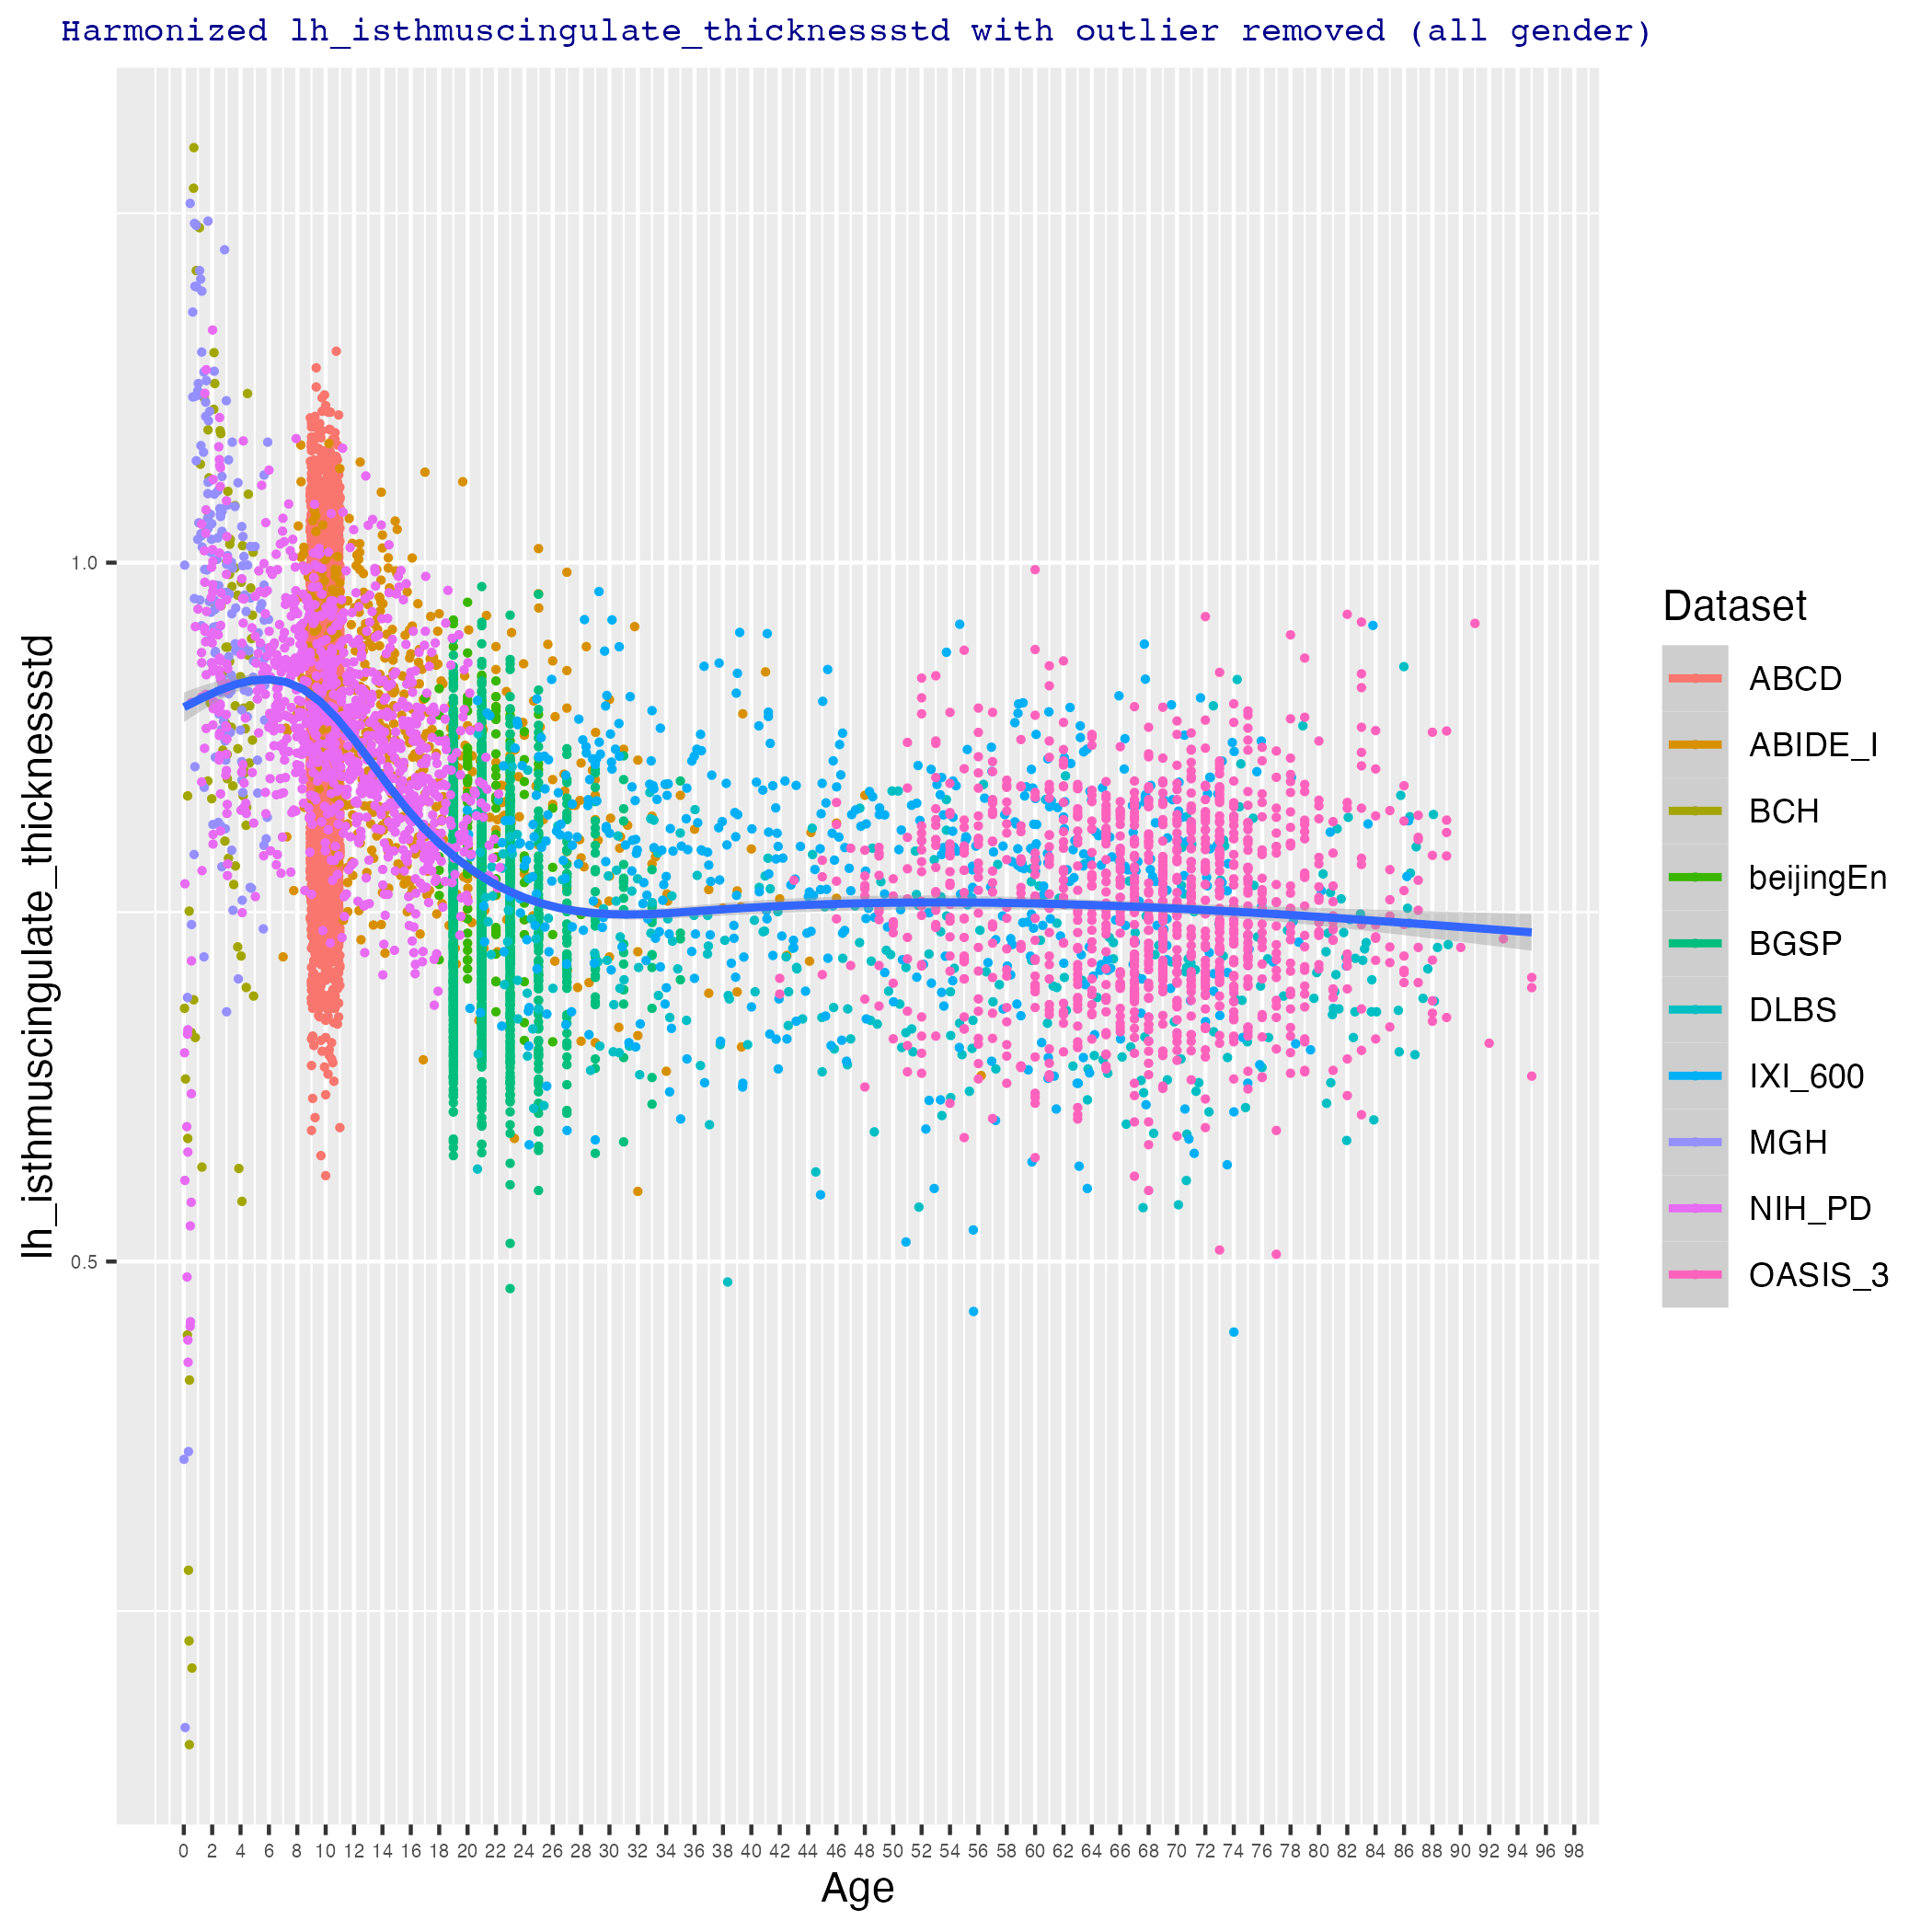 Harmonized lh_isthmuscingulate_thicknessstd with outlier removed (all gender)
lh_isthmuscingulate_thicknessstd
1.0
0.5
0 2 4 6 8 10 12 14 16 18 20 22 24 26 28 30 32 34 36 38 40 42 44 46 48 50 52 54 56 58 60 62 64 66 68 70 72 74 76 78 80 82 84 86 88 90 92 94 96 98
Age
Dataset
ABCD
ABIDE_I
BCH
beijingEn
BGSP
DLBS
IXI_600
MGH
NIH_PD
OASIS_3